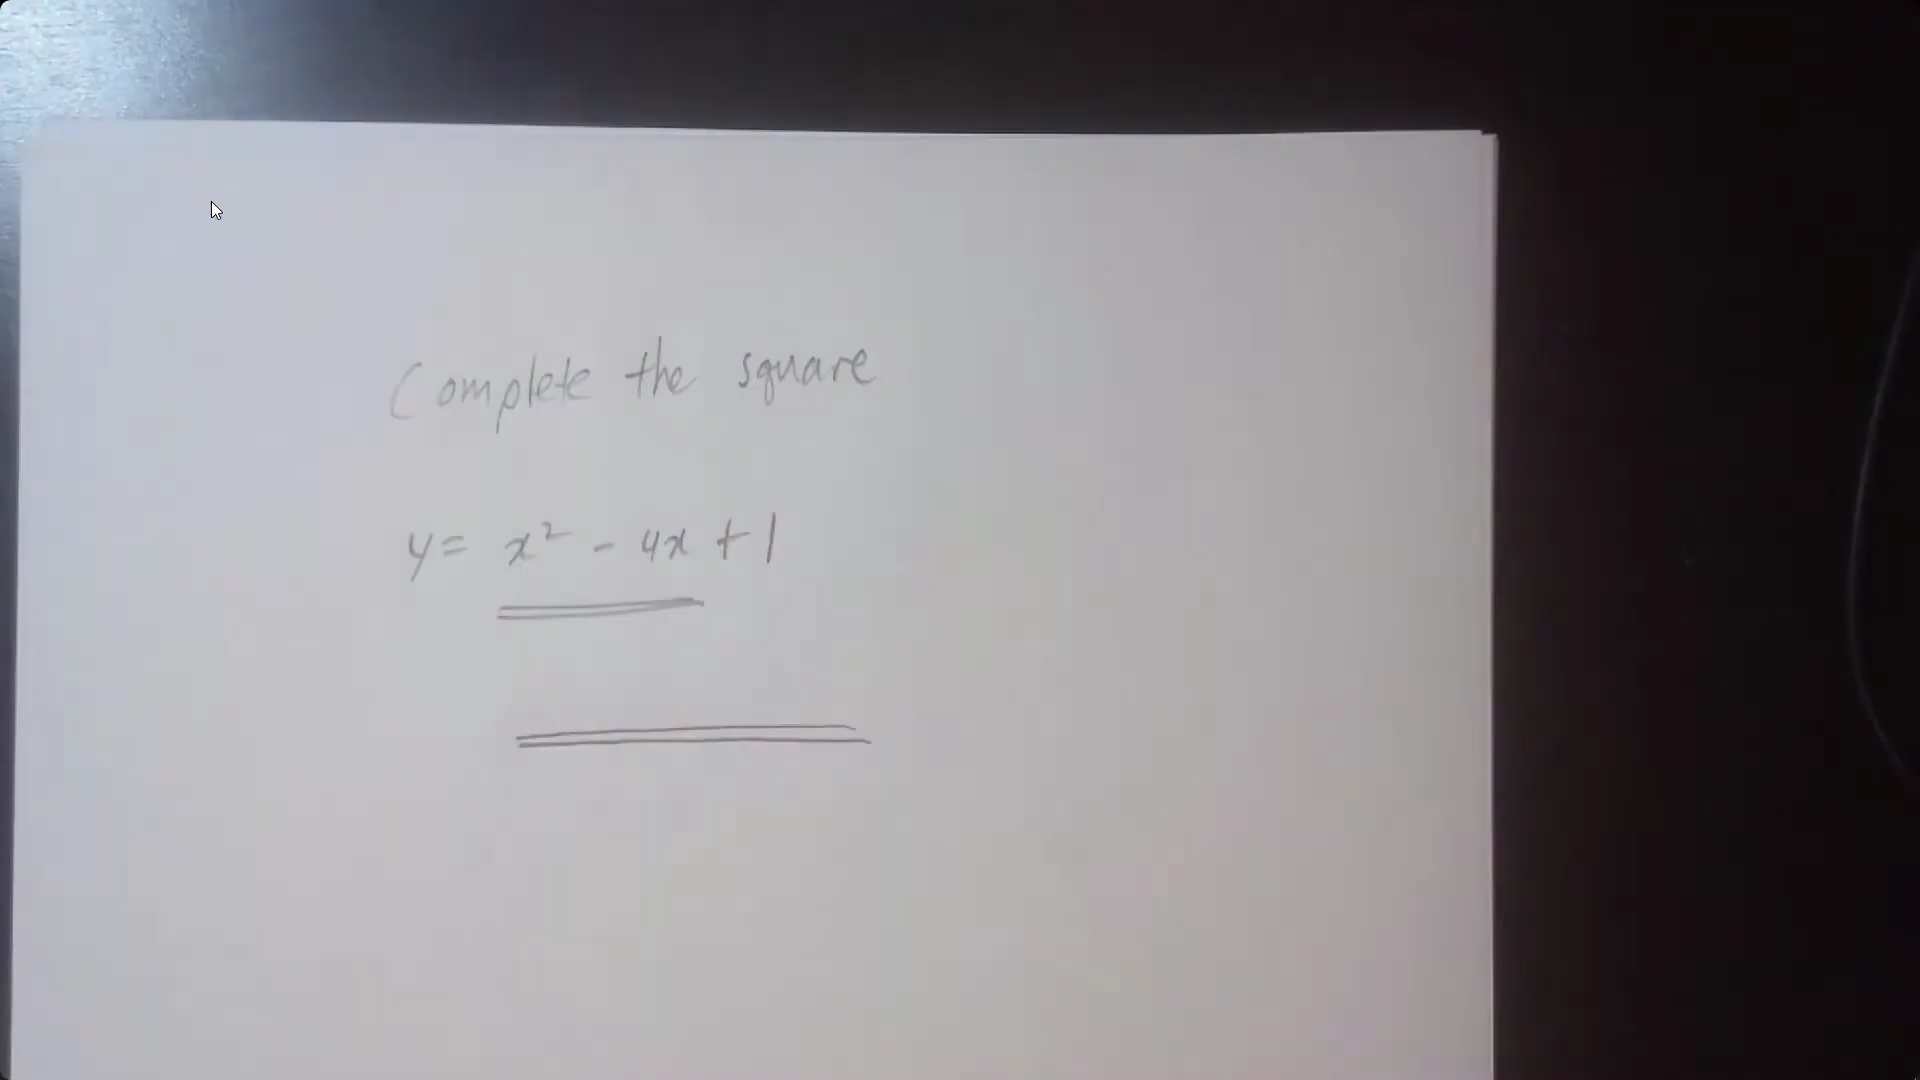 Complete the square
y = x² - 4x + 1